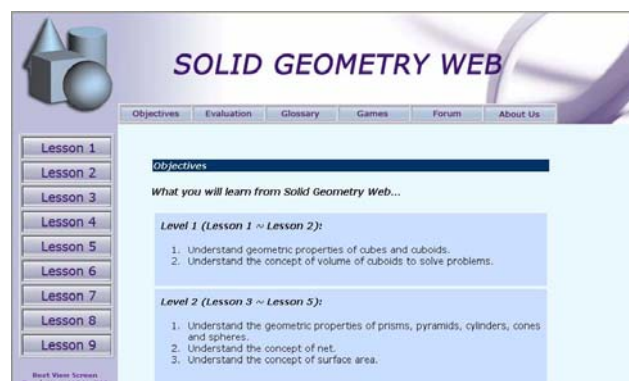 SOLID GEOMETRY WEB
Objectives Evaluation Glossary Games Forum About Us
Lesson 1
Lesson 2
Lesson 3
Lesson 4
Lesson 5
Lesson 6
Lesson 7
Lesson 8
Lesson 9
Best View Screen
Objectives
What you will learn from Solid Geometry Web...
Level 1 (Lesson 1 ~ Lesson 2):
1. Understand geometric properties of cubes and cuboids.
2. Understand the concept of volume of cuboids to solve problems.
Level 2 (Lesson 3 ~ Lesson 5):
1. Understand the geometric properties of prisms, pyramids, cylinders, cones
and spheres.
2. Understand the concept of net.
3. Understand the concept of surface area.